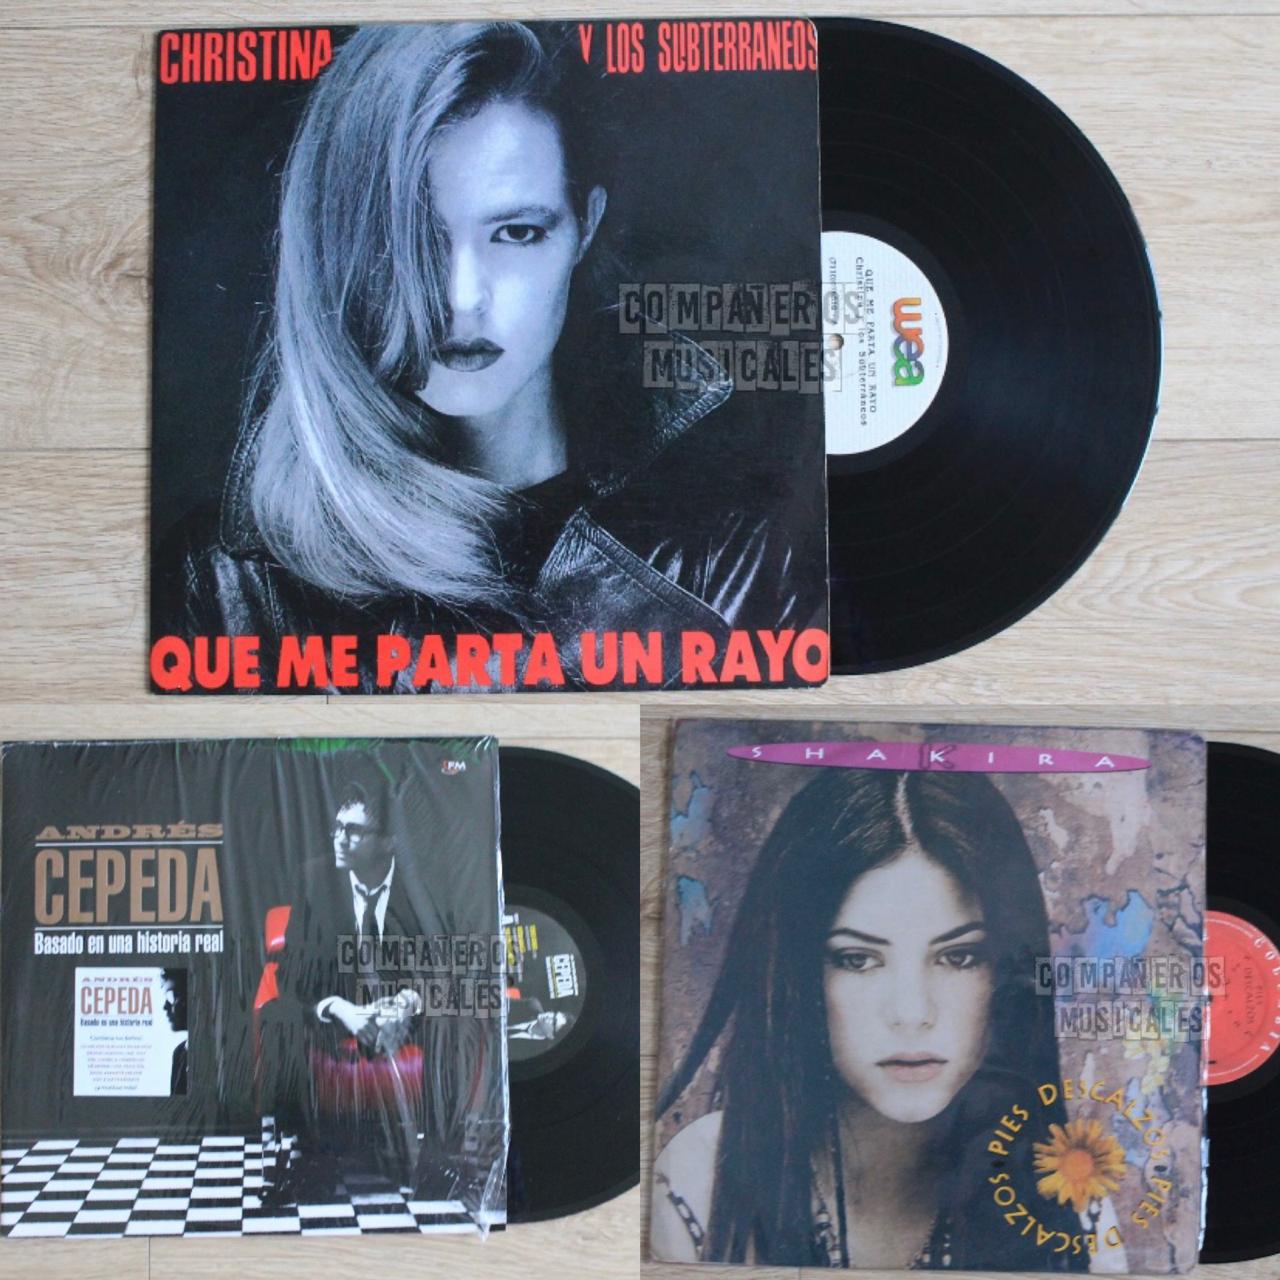 CHRISTINA Y LOS SUBTERRANEOS
COMPAÑEROS
MUSICALES
wea
QUE ME PARTA UN RAYO
Christina y los Subterráneos
QUE ME PARTA UN RAYO
FM
ANDRÉS
CEPEDA
Basado en una historia real
ANDRÉS
CEPEDA
Basado en una historia real
COMPAÑEROS
MUSICALES
CEPEDA
SHAKIRA
COMPAÑEROS
MUSICALES
PIES DESCALZOS • PIES DESCALZOS •